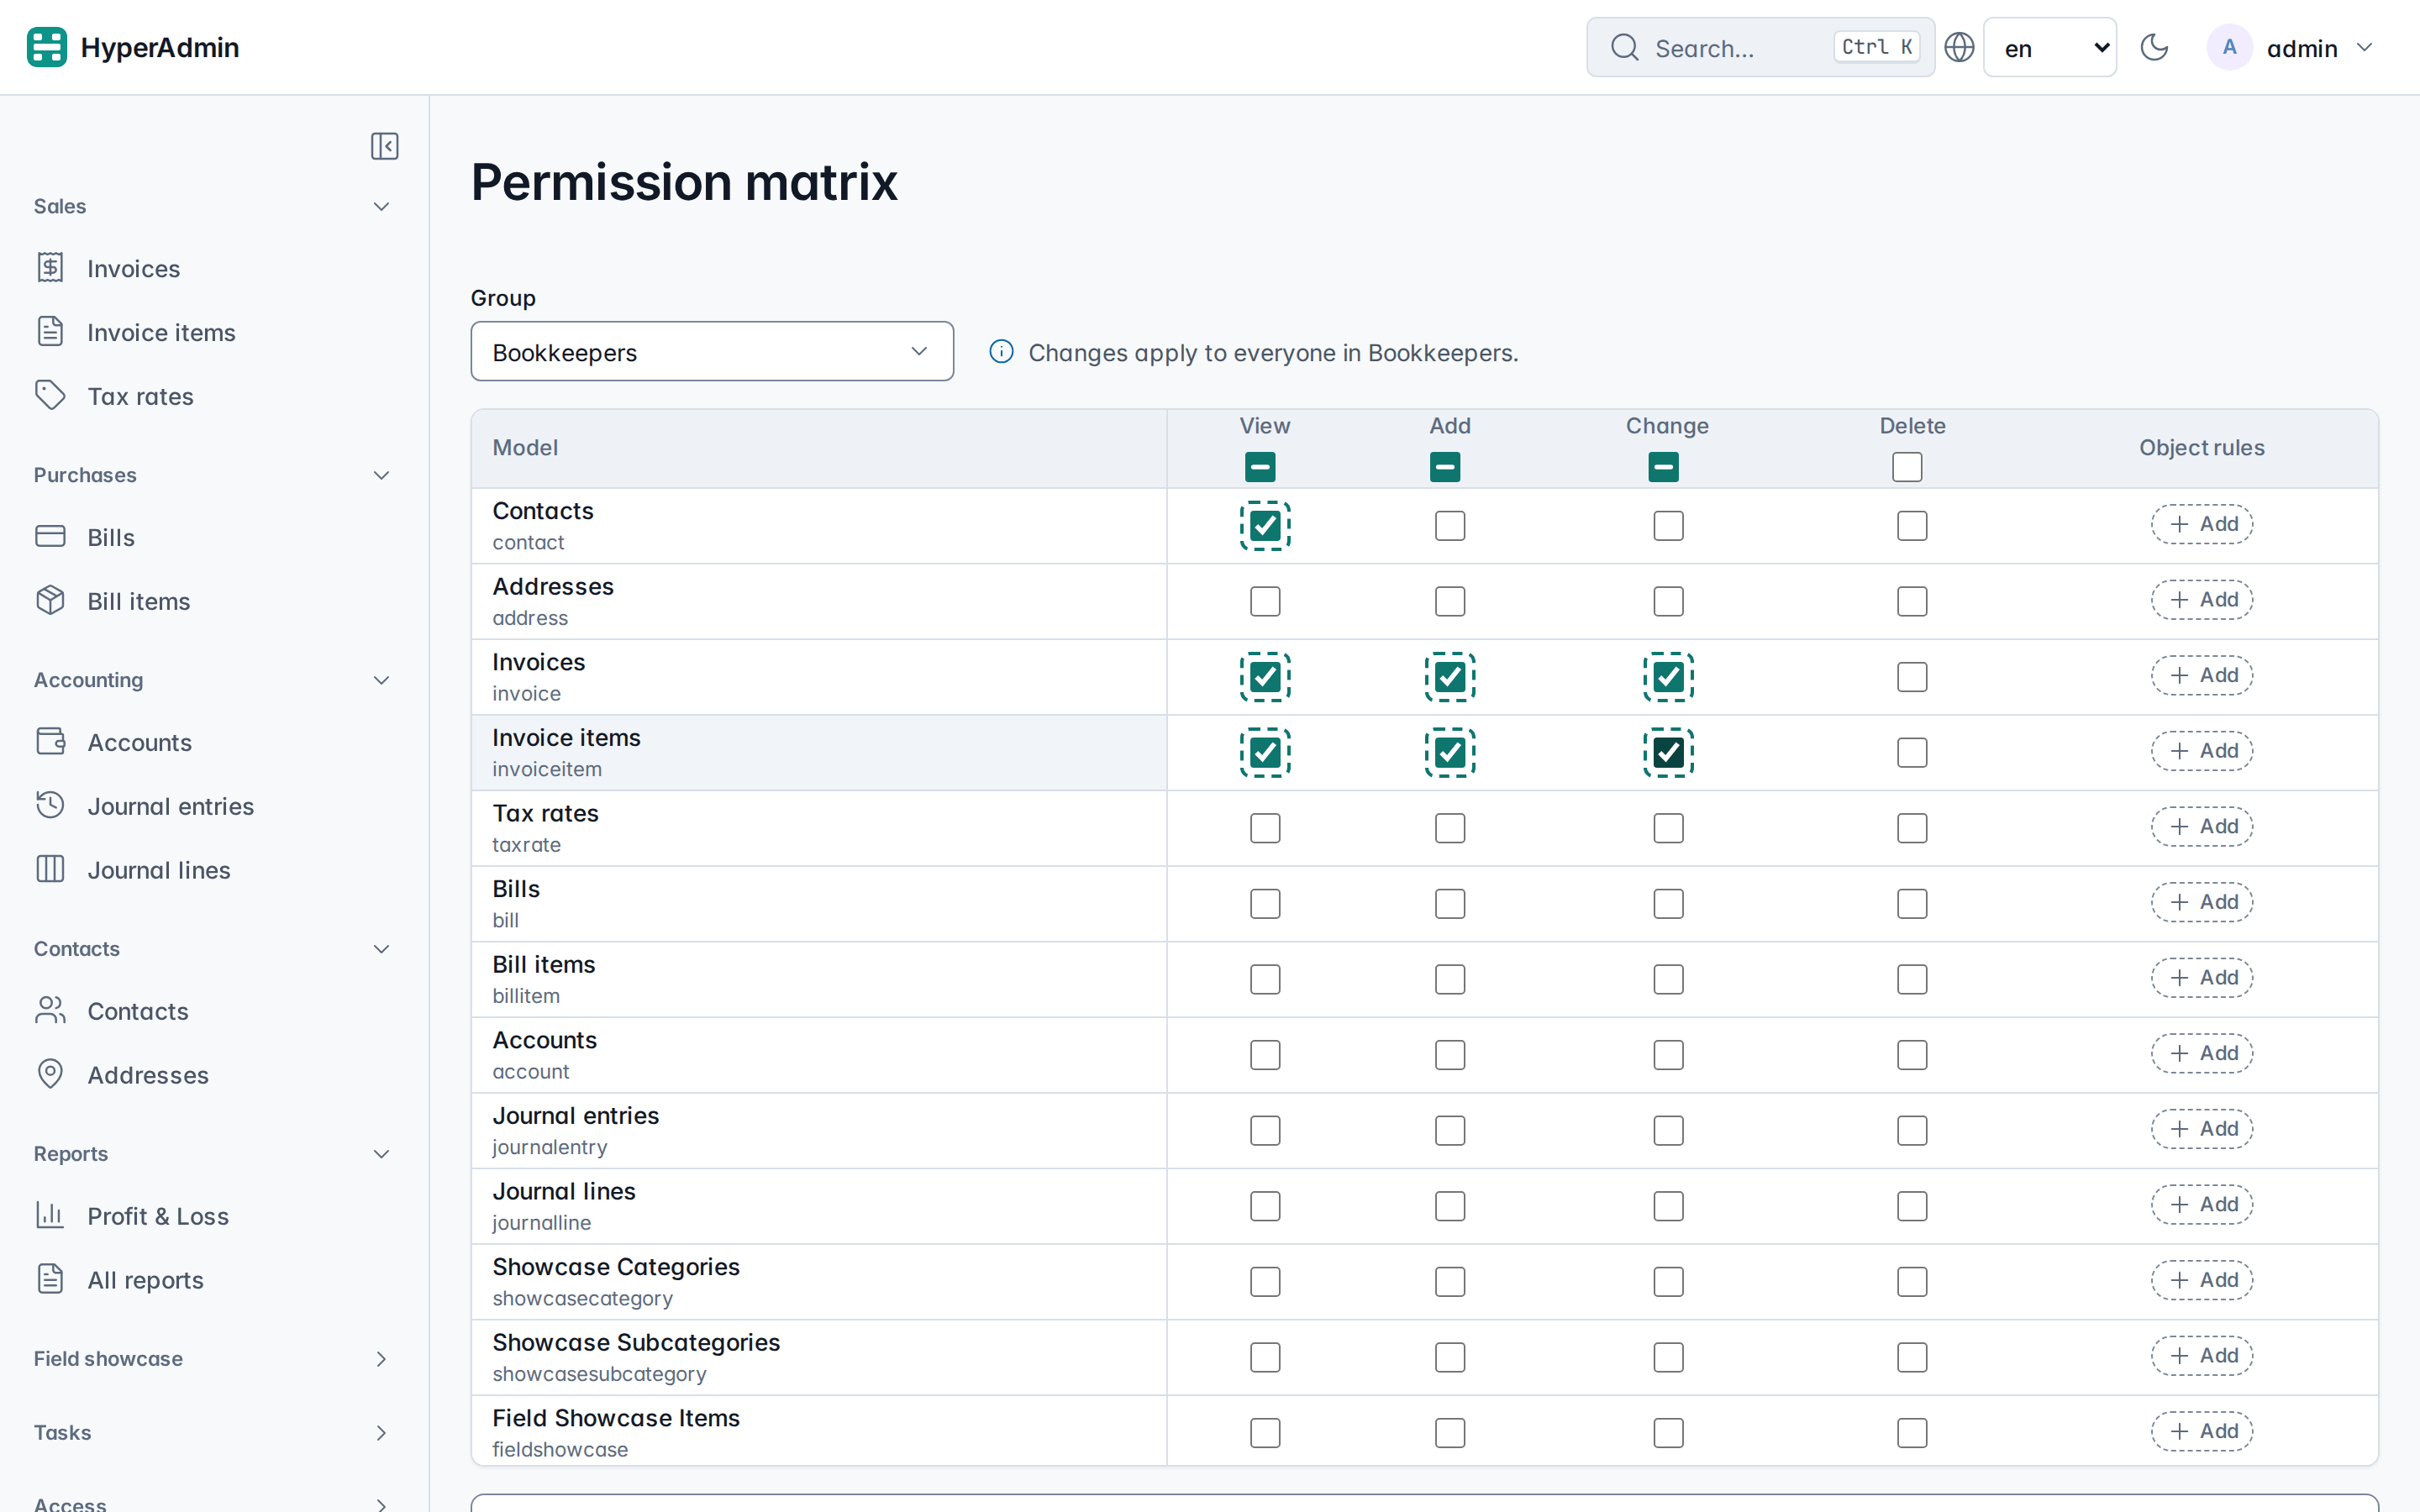 HyperAdmin
Search...
Ctrl K
en
A
admin
Sales
Invoices
Invoice items
Tax rates
Purchases
Bills
Bill items
Accounting
Accounts
Journal entries
Journal lines
Contacts
Contacts
Addresses
Reports
Profit & Loss
All reports
Field showcase
Tasks
Access
Permission matrix
Group
Bookkeepers
Changes apply to everyone in Bookkeepers.
Model View Add Change Delete Object rules
Contacts
contact
Add
Addresses
address
Add
Invoices
invoice
Add
Invoice items
invoiceitem
Add
Tax rates
taxrate
Add
Bills
bill
Add
Bill items
billitem
Add
Accounts
account
Add
Journal entries
journalentry
Add
Journal lines
journalline
Add
Showcase Categories
showcasecategory
Add
Showcase Subcategories
showcasesubcategory
Add
Field Showcase Items
fieldshowcase
Add